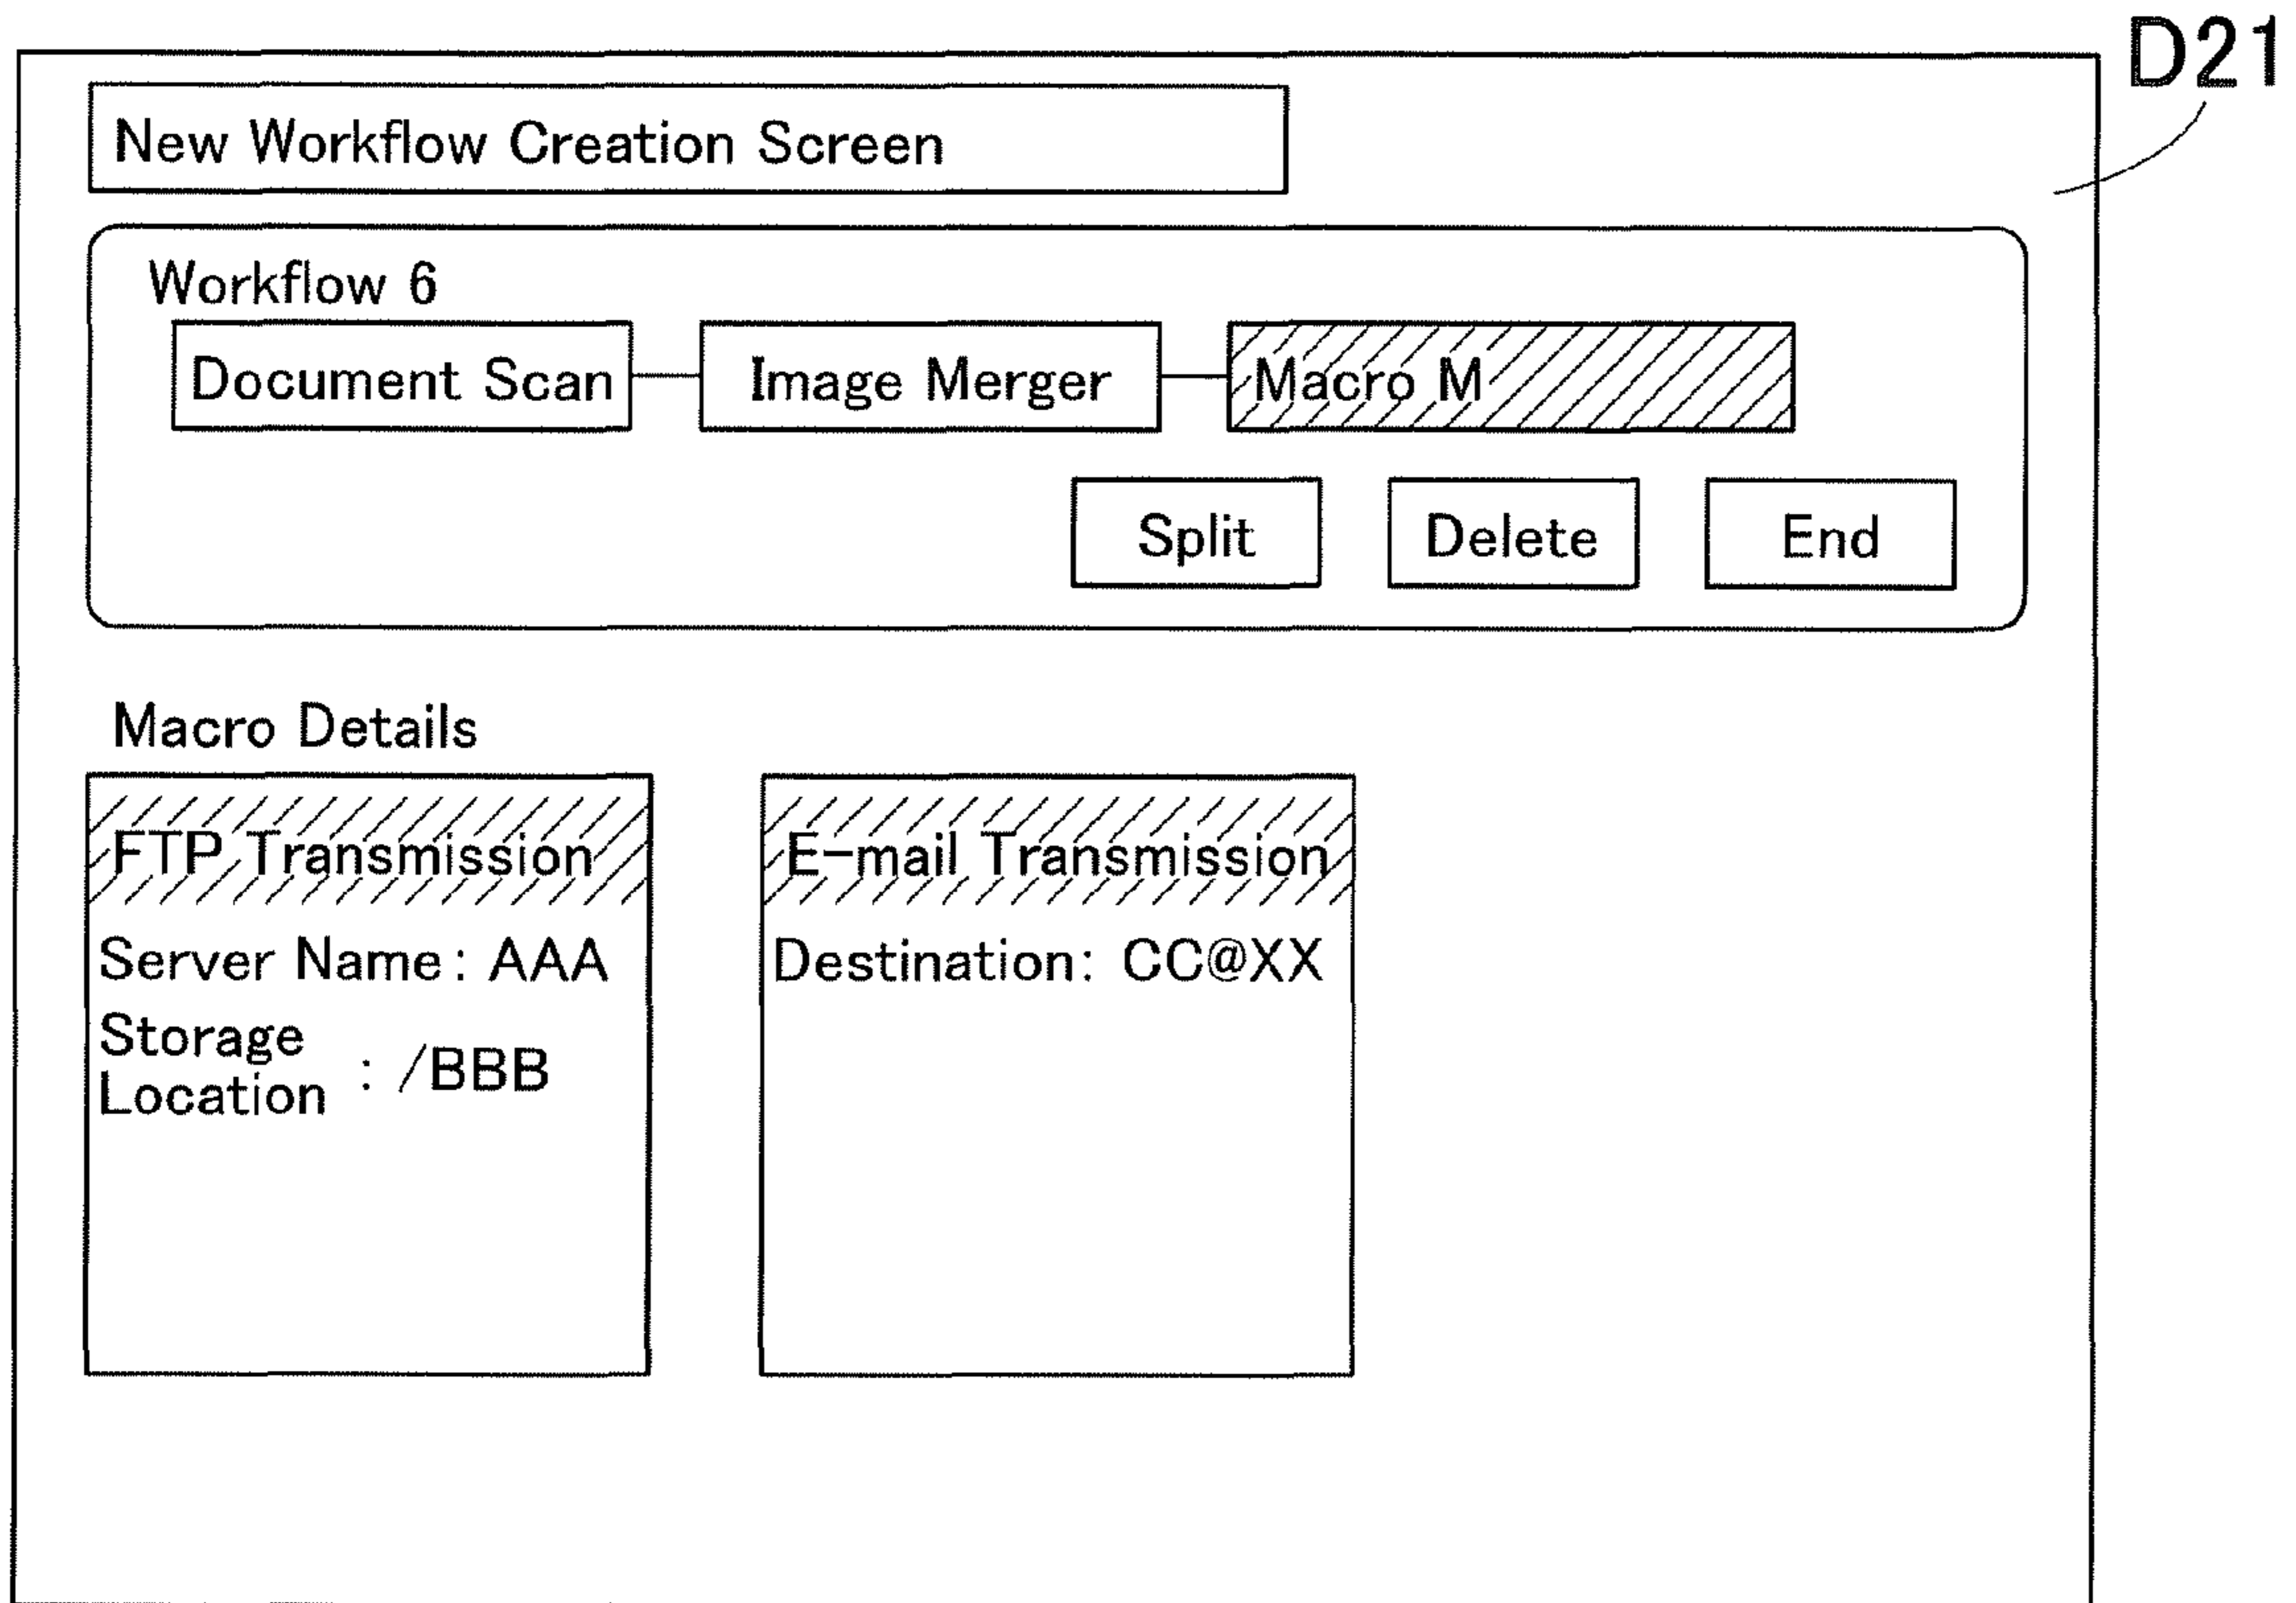 D21
New Workflow Creation Screen
Workflow 6
Document Scan Image Merger Macro M
Split Delete End
Macro Details
FTP Transmission
Server Name: AAA
Storage
Location : /BBB
E-mail Transmission
Destination: CC@XX